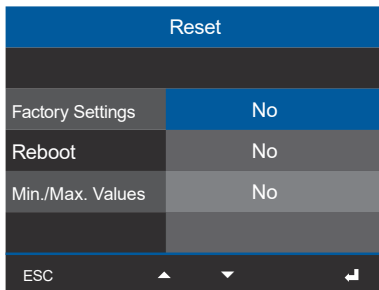 Reset
Factory Settings No
Reboot No
Min./Max. Values No
ESC